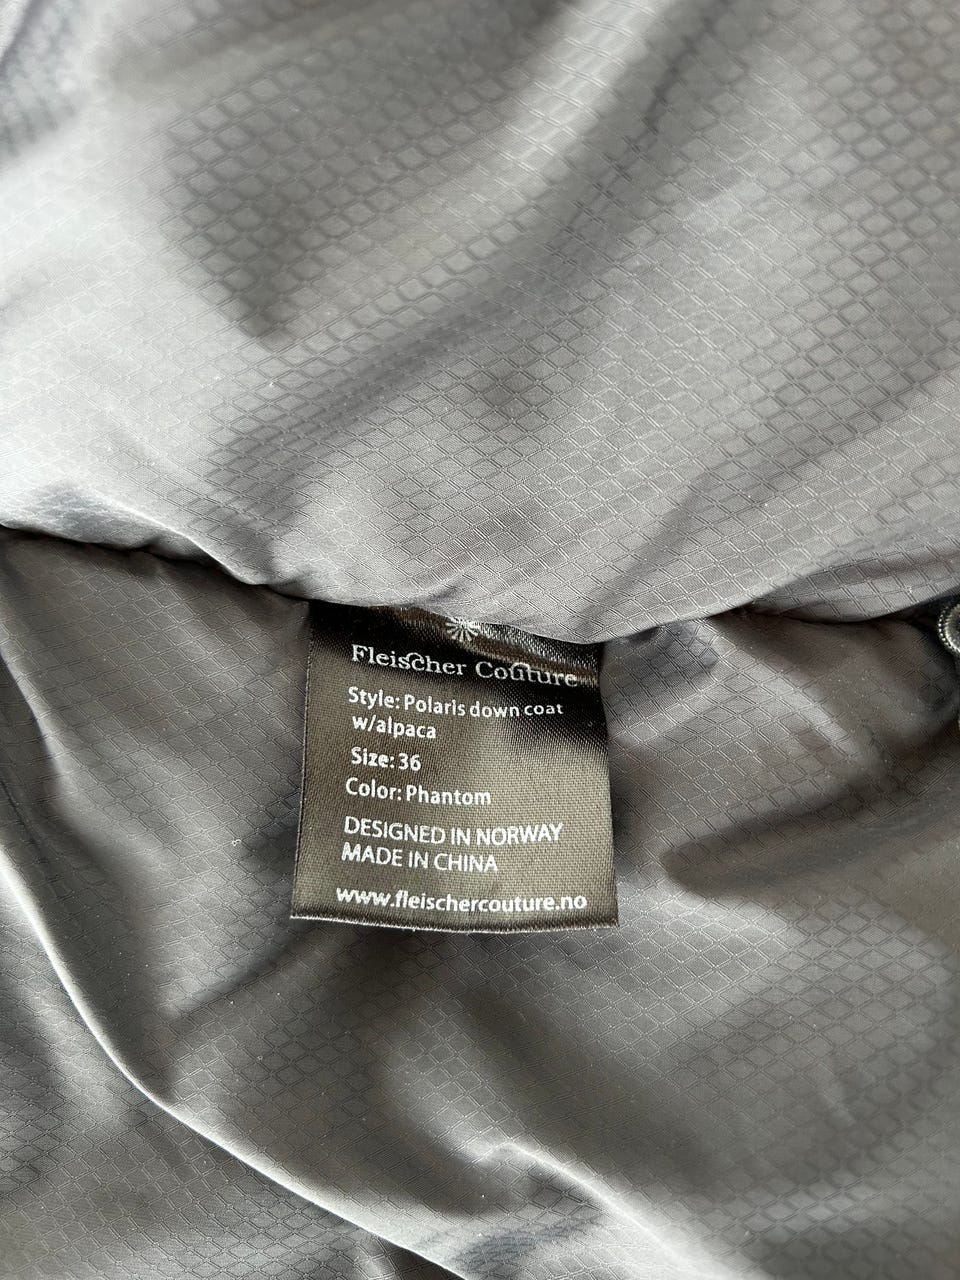 Fleischer Couture
Style: Polaris down coat
w/alpaca
Size: 36
Color: Phantom
DESIGNED IN NORWAY
MADE IN CHINA
www.fleischercouture.no